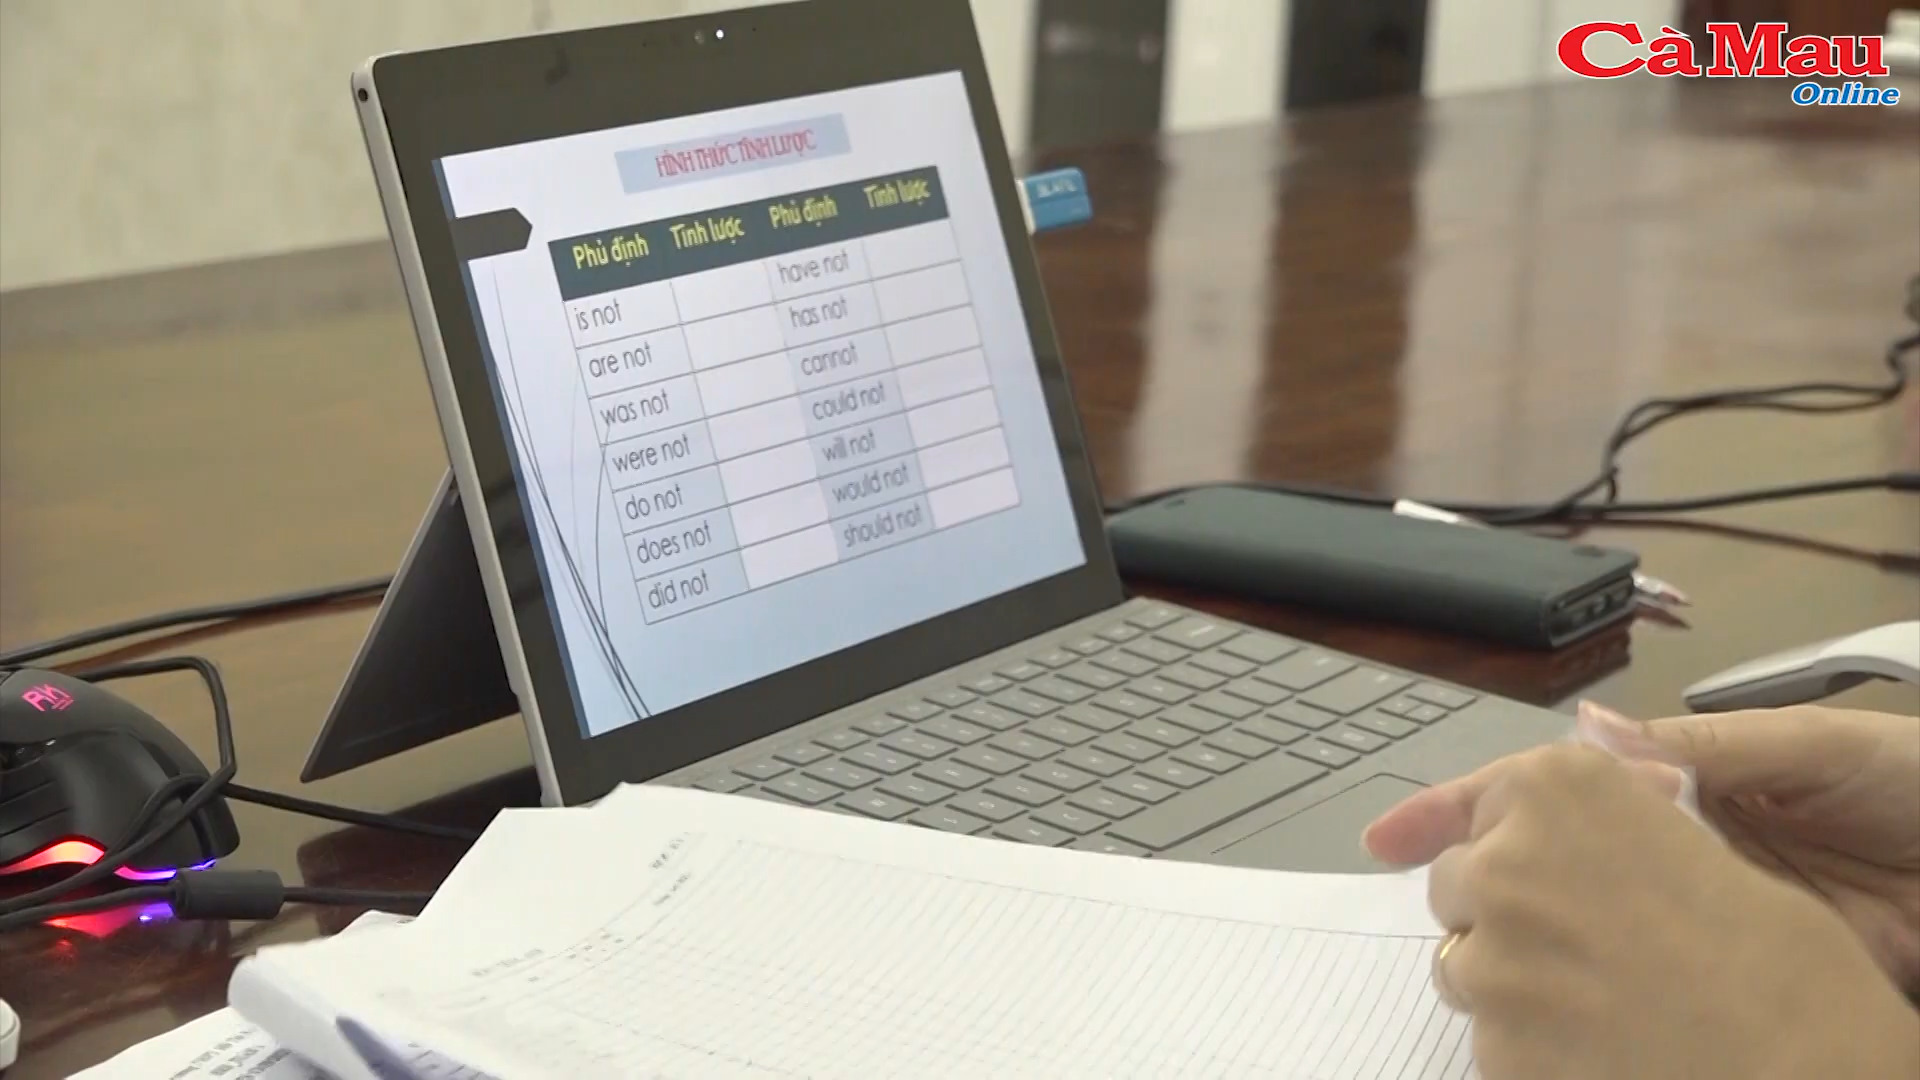 Cà Mau
Online
HÌNH THỨC TỈNH LƯỢC
Phủ định Tỉnh lược Phủ định Tỉnh lược
is not have not
are not has not
was not cannot
were not could not
do not will not
does not would not
did not should not